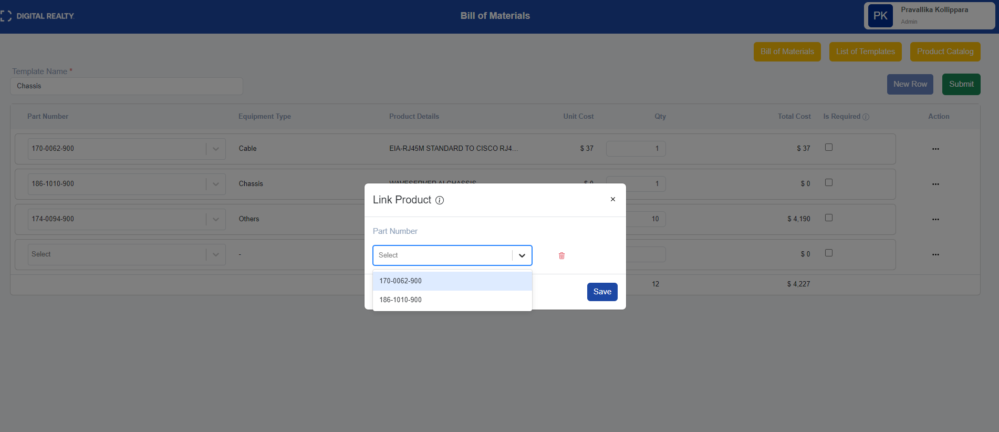 DIGITAL REALTY
Bill of Materials
PK
Pravallika Kollippara
Admin
Bill of Materials
List of Templates
Product Catalog
Template Name *
Chassis
New Row
Submit
Part Number
Equipment Type
Product Details
Unit Cost
Qty
Total Cost
Is Required
Action
170-0062-900
Cable
EIA-RJ45M STANDARD TO CISCO RJ4...
$ 37
1
$ 37
186-1010-900
Chassis
WAVESERVER AI CHASSIS
$ 0
1
$ 0
174-0094-900
Others
10
$ 4,190
Select
-
$ 0
12
$ 4,227
Link Product
Part Number
Select
170-0062-900
186-1010-900
Save